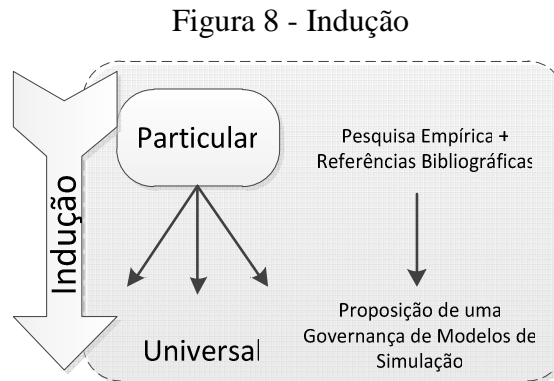 Figura 8 - Indução
Indução
Particular
Pesquisa Empírica +
Referências Bibliográficas
Universal
Proposição de uma
Governança de Modelos de
Simulação